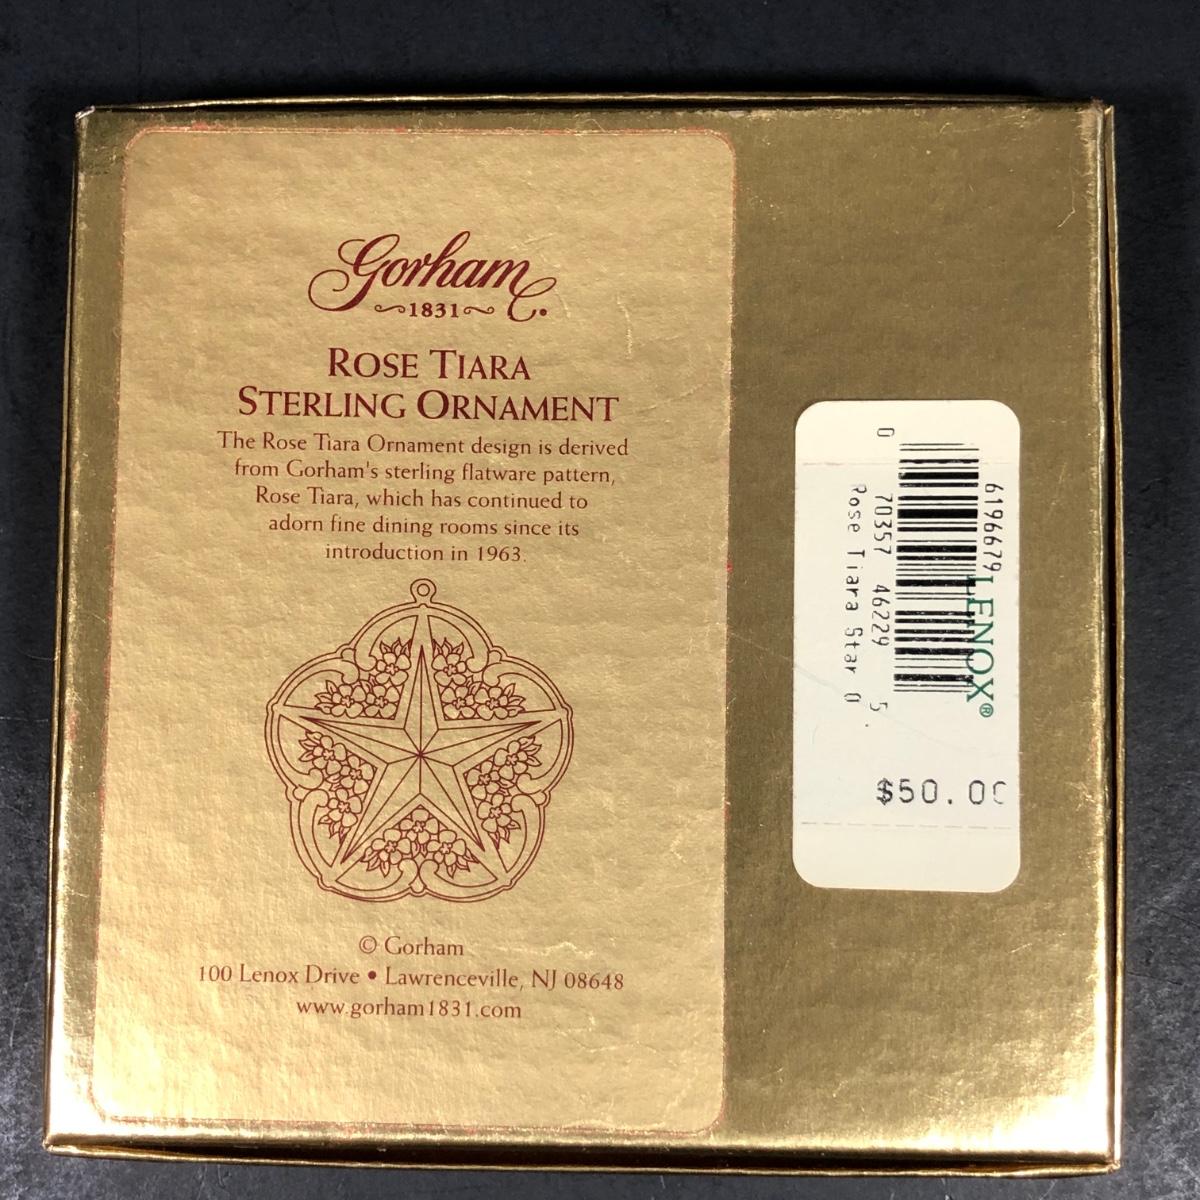 Gorham
1831
ROSE TIARA
STERLING ORNAMENT
The Rose Tiara Ornament design is derived
from Gorham's sterling flatware pattern,
Rose Tiara, which has continued to
adorn fine dining rooms since its
introduction in 1963.
© Gorham
100 Lenox Drive • Lawrenceville, NJ 08648
www.gorham1831.com
LENOX®
6196679
0 70357 46229 5
Rose Tiara Star O
$50.00